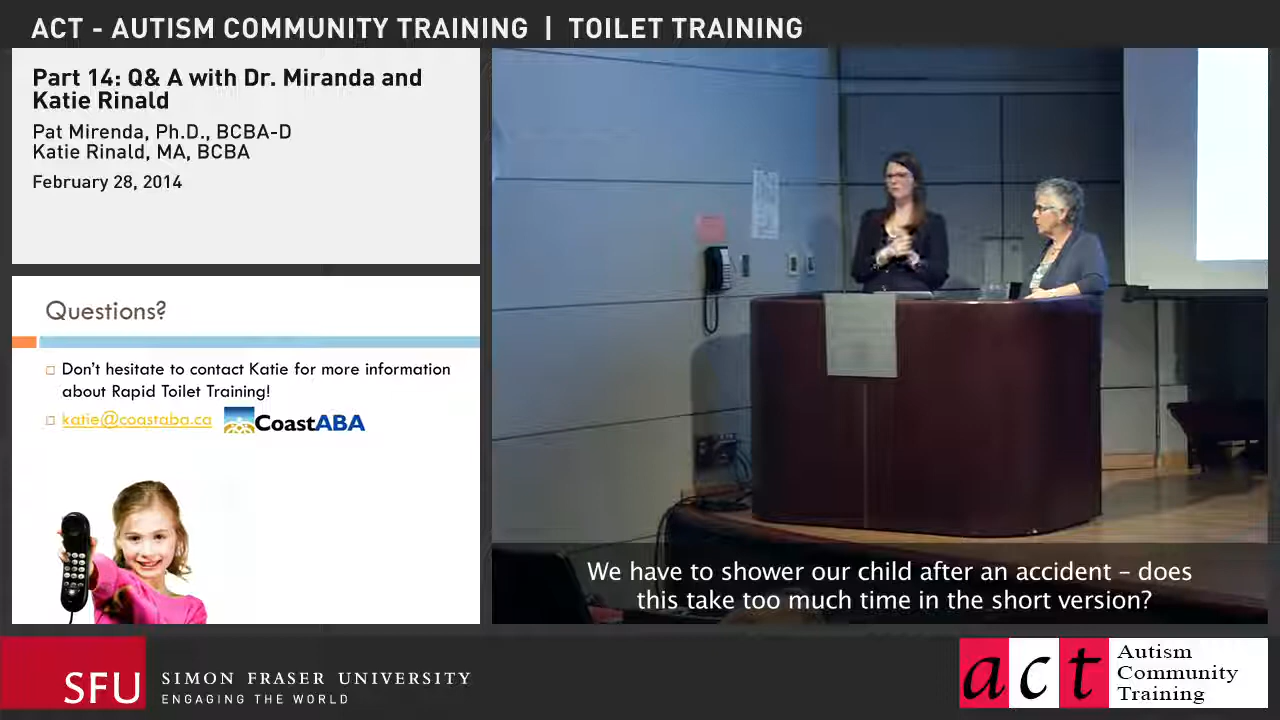 ACT - AUTISM COMMUNITY TRAINING | TOILET TRAINING
Part 14: Q& A with Dr. Miranda and
Katie Rinald
Pat Mirenda, Ph.D., BCBA-D
Katie Rinald, MA, BCBA
February 28, 2014
Questions?
Don't hesitate to contact Katie for more information
about Rapid Toilet Training!
katie@coastaba.ca
CoastABA
We have to shower our child after an accident – does
this take too much time in the short version?
SFU
SIMON FRASER UNIVERSITY
ENGAGING THE WORLD
act
Autism
Community
Training